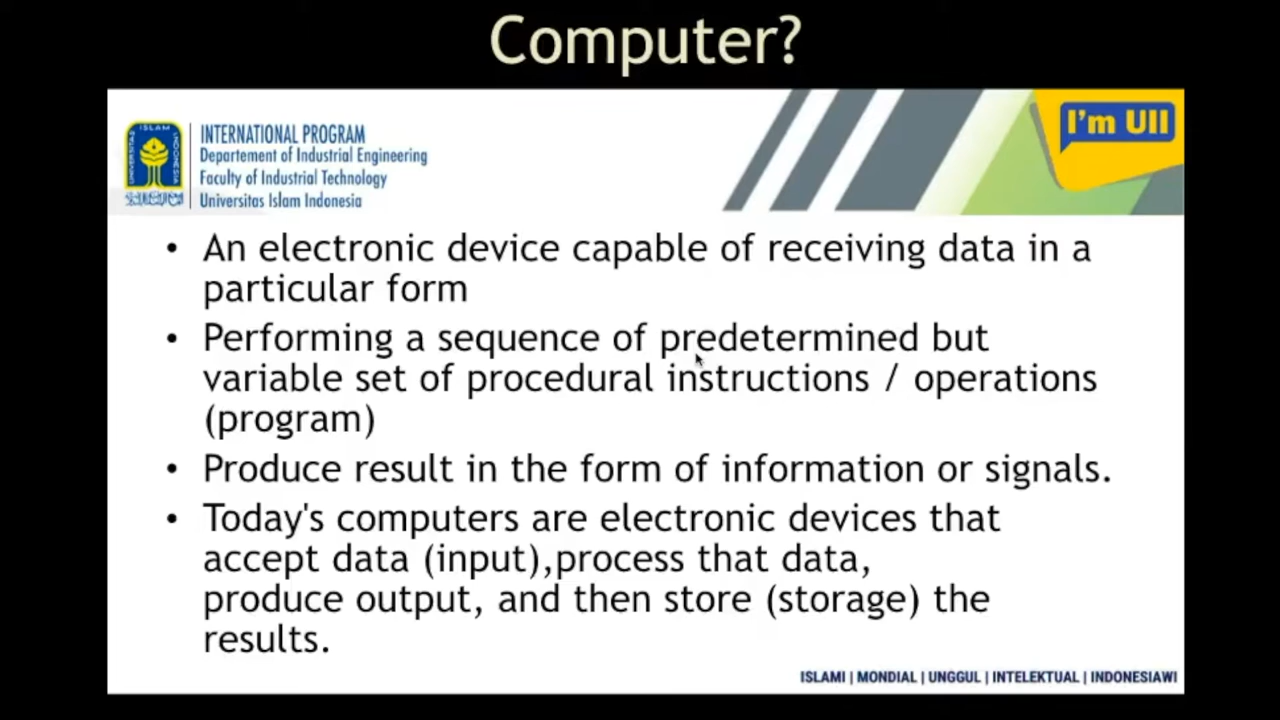 Computer?
ISLAM
UNIVERSITAS
INDONESIA
INTERNATIONAL PROGRAM
Departement of Industrial Engineering
Faculty of Industrial Technology
Universitas Islam Indonesia
I'm UII
• An electronic device capable of receiving data in a
particular form
• Performing a sequence of predetermined but
variable set of procedural instructions / operations
(program)
• Produce result in the form of information or signals.
• Today's computers are electronic devices that
accept data (input),process that data,
produce output, and then store (storage) the
results.
ISLAMI | MONDIAL | UNGGUL | INTELEKTUAL | INDONESIAWI